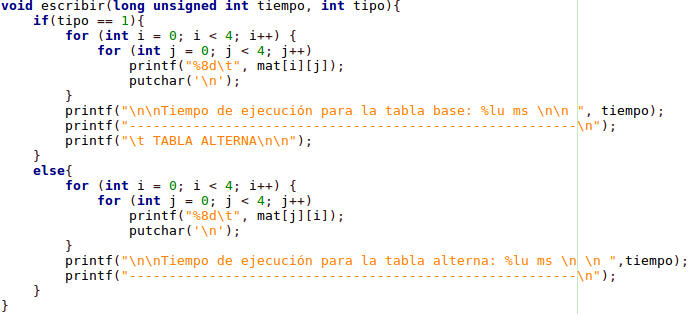 void escribir(long unsigned int tiempo, int tipo){
    if(tipo == 1){
        for (int i = 0; i < 4; i++) {
            for (int j = 0; j < 4; j++)
                printf("%8d\t", mat[i][j]);
                putchar('\n');
        }
        printf("\n\nTiempo de ejecución para la tabla base: %lu ms \n\n ", tiempo);
        printf("--------------------------------------------------------\n");
        printf("\t TABLA ALTERNA\n\n");
    }
    else{
        for (int i = 0; i < 4; i++) {
            for (int j = 0; j < 4; j++)
                printf("%8d\t", mat[j][i]);
                putchar('\n');
        }
        printf("\n\nTiempo de ejecución para la tabla alterna: %lu ms \n \n ",tiempo);
        printf("--------------------------------------------------------\n");
    }
}